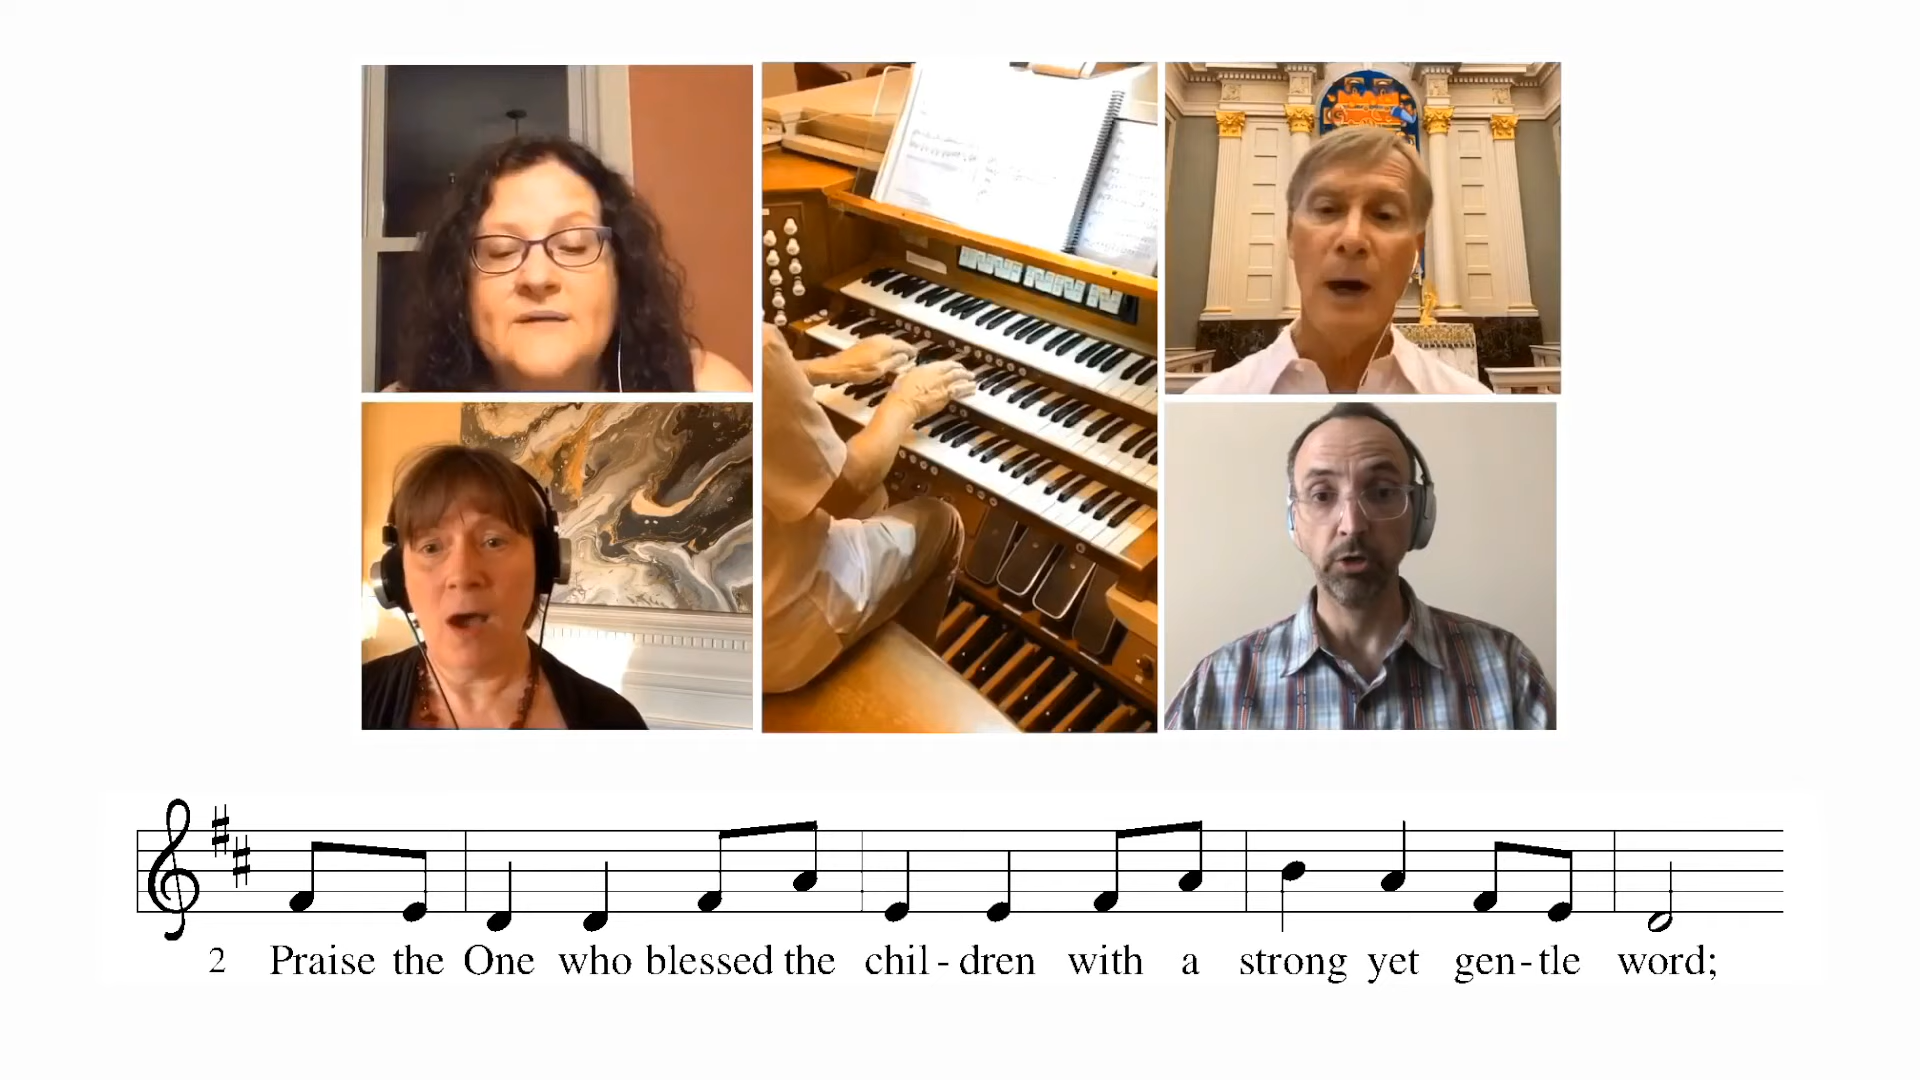 2 Praise the One who blessed the chil-dren with a strong yet gen-tle word;